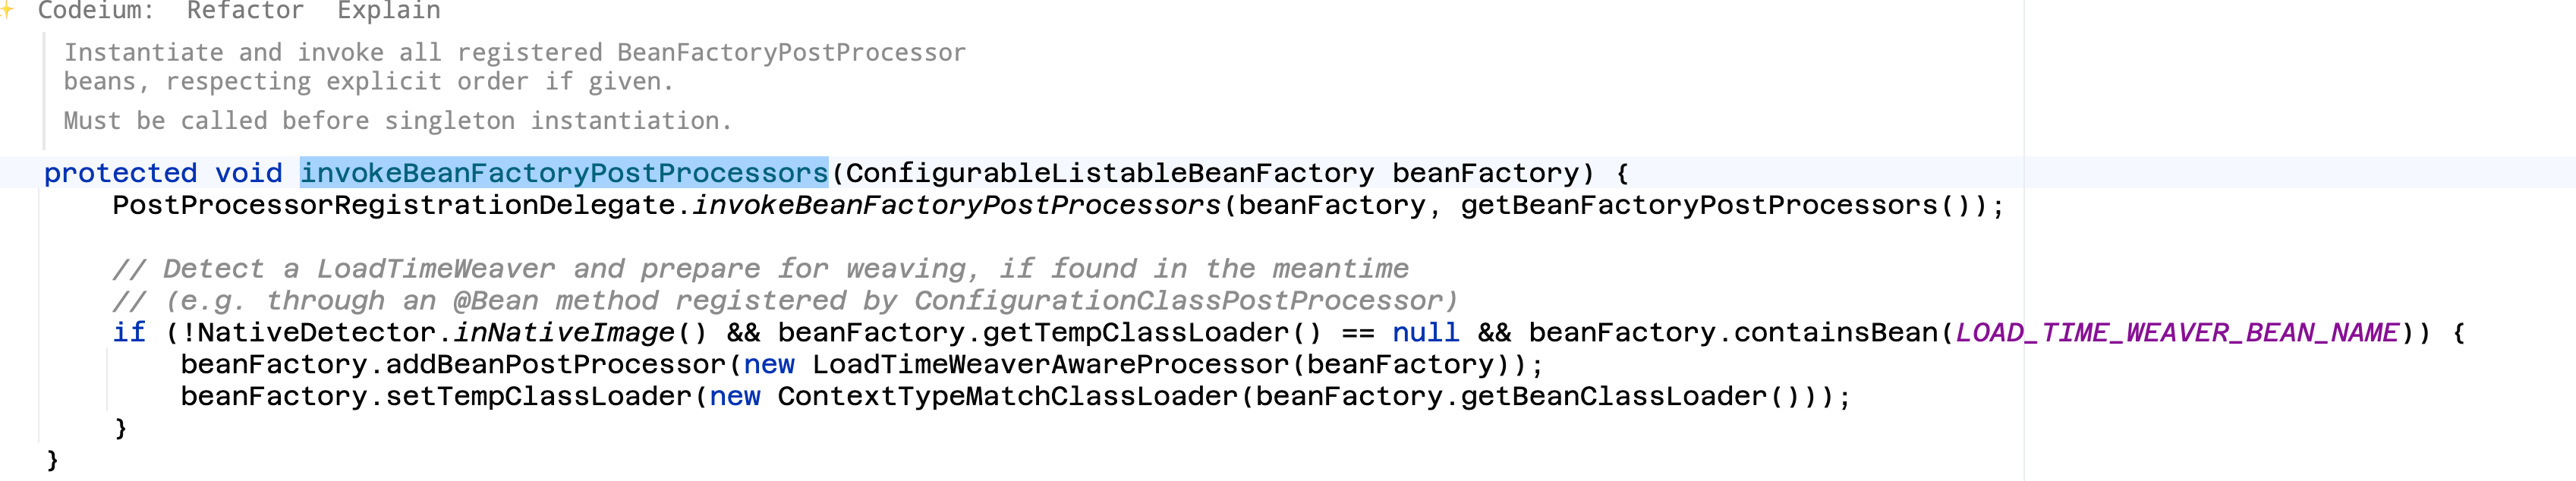 Codeium: Refactor Explain
Instantiate and invoke all registered BeanFactoryPostProcessor
beans, respecting explicit order if given.
Must be called before singleton instantiation.
protected void invokeBeanFactoryPostProcessors(ConfigurableListableBeanFactory beanFactory) {
    PostProcessorRegistrationDelegate.invokeBeanFactoryPostProcessors(beanFactory, getBeanFactoryPostProcessors());
    // Detect a LoadTimeWeaver and prepare for weaving, if found in the meantime
    // (e.g. through an @Bean method registered by ConfigurationClassPostProcessor)
    if (!NativeDetector.inNativeImage() && beanFactory.getTempClassLoader() == null && beanFactory.containsBean(LOAD_TIME_WEAVER_BEAN_NAME)) {
        beanFactory.addBeanPostProcessor(new LoadTimeWeaverAwareProcessor(beanFactory));
        beanFactory.setTempClassLoader(new ContextTypeMatchClassLoader(beanFactory.getBeanClassLoader()));
    }
}